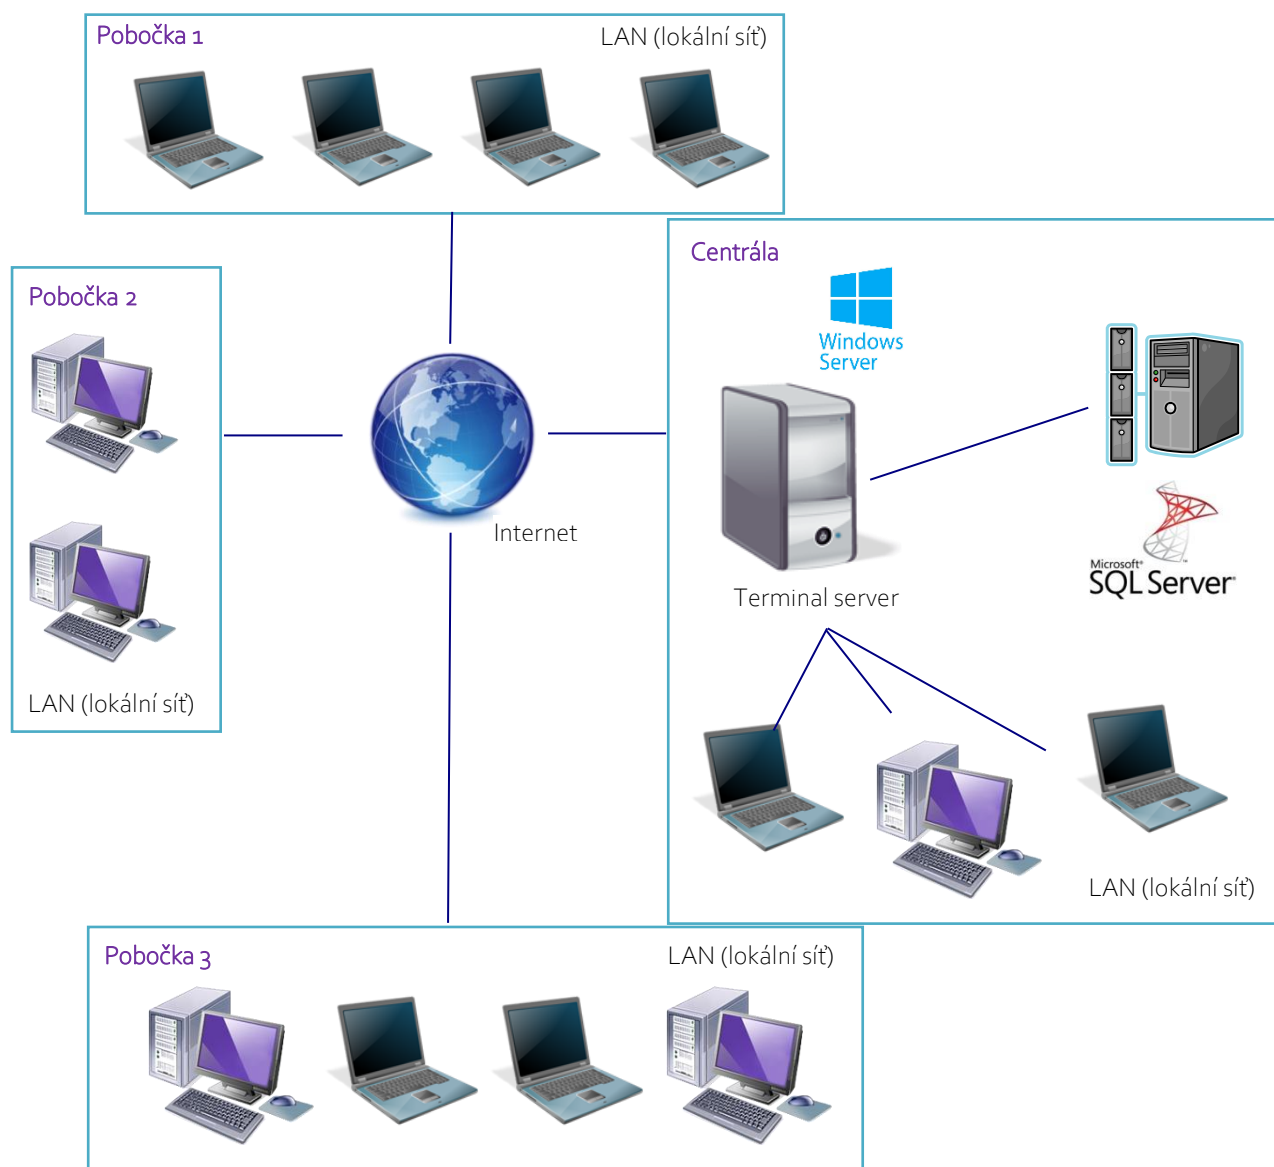 Pobočka 1
LAN (lokální síť)
Centrála
Pobočka 2
Windows
Server
Internet
Microsoft®
SQL Server®
Terminal server
LAN (lokální síť)
LAN (lokální síť)
Pobočka 3
LAN (lokální síť)